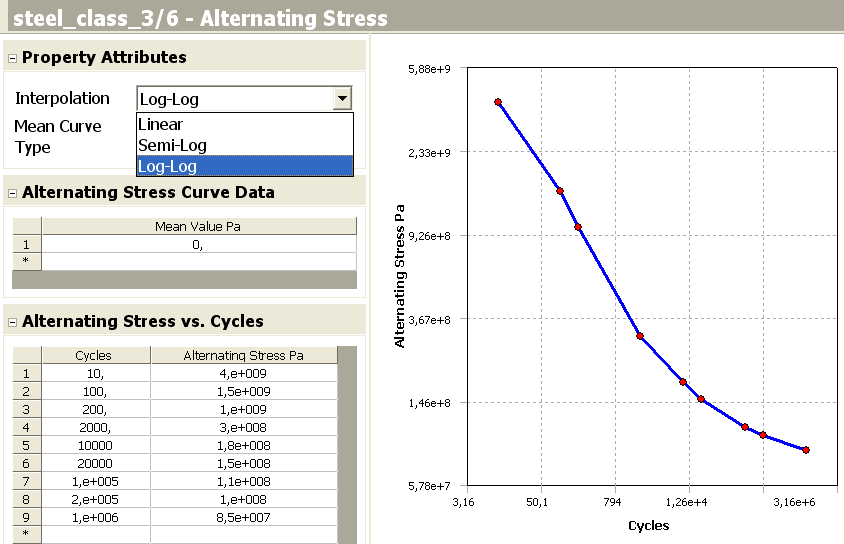 steel_class_3/6 - Alternating Stress
Property Attributes
Interpolation Log-Log
Mean Curve Type
Linear
Semi-Log
Log-Log
Alternating Stress Curve Data
Mean Value Pa
1 0,
*
Alternating Stress vs. Cycles
Cycles Alternating Stress Pa
1 10, 4,e+009
2 100, 1,5e+009
3 200, 1,e+009
4 2000, 3,e+008
5 10000 1,8e+008
6 20000 1,5e+008
7 1,e+005 1,1e+008
8 2,e+005 1,e+008
9 1,e+006 8,5e+007
*
5,88e+9
2,33e+9
9,26e+8
3,67e+8
1,46e+8
5,78e+7
Alternating Stress Pa
3,16 50,1 794 1,26e+4 3,16e+6
Cycles